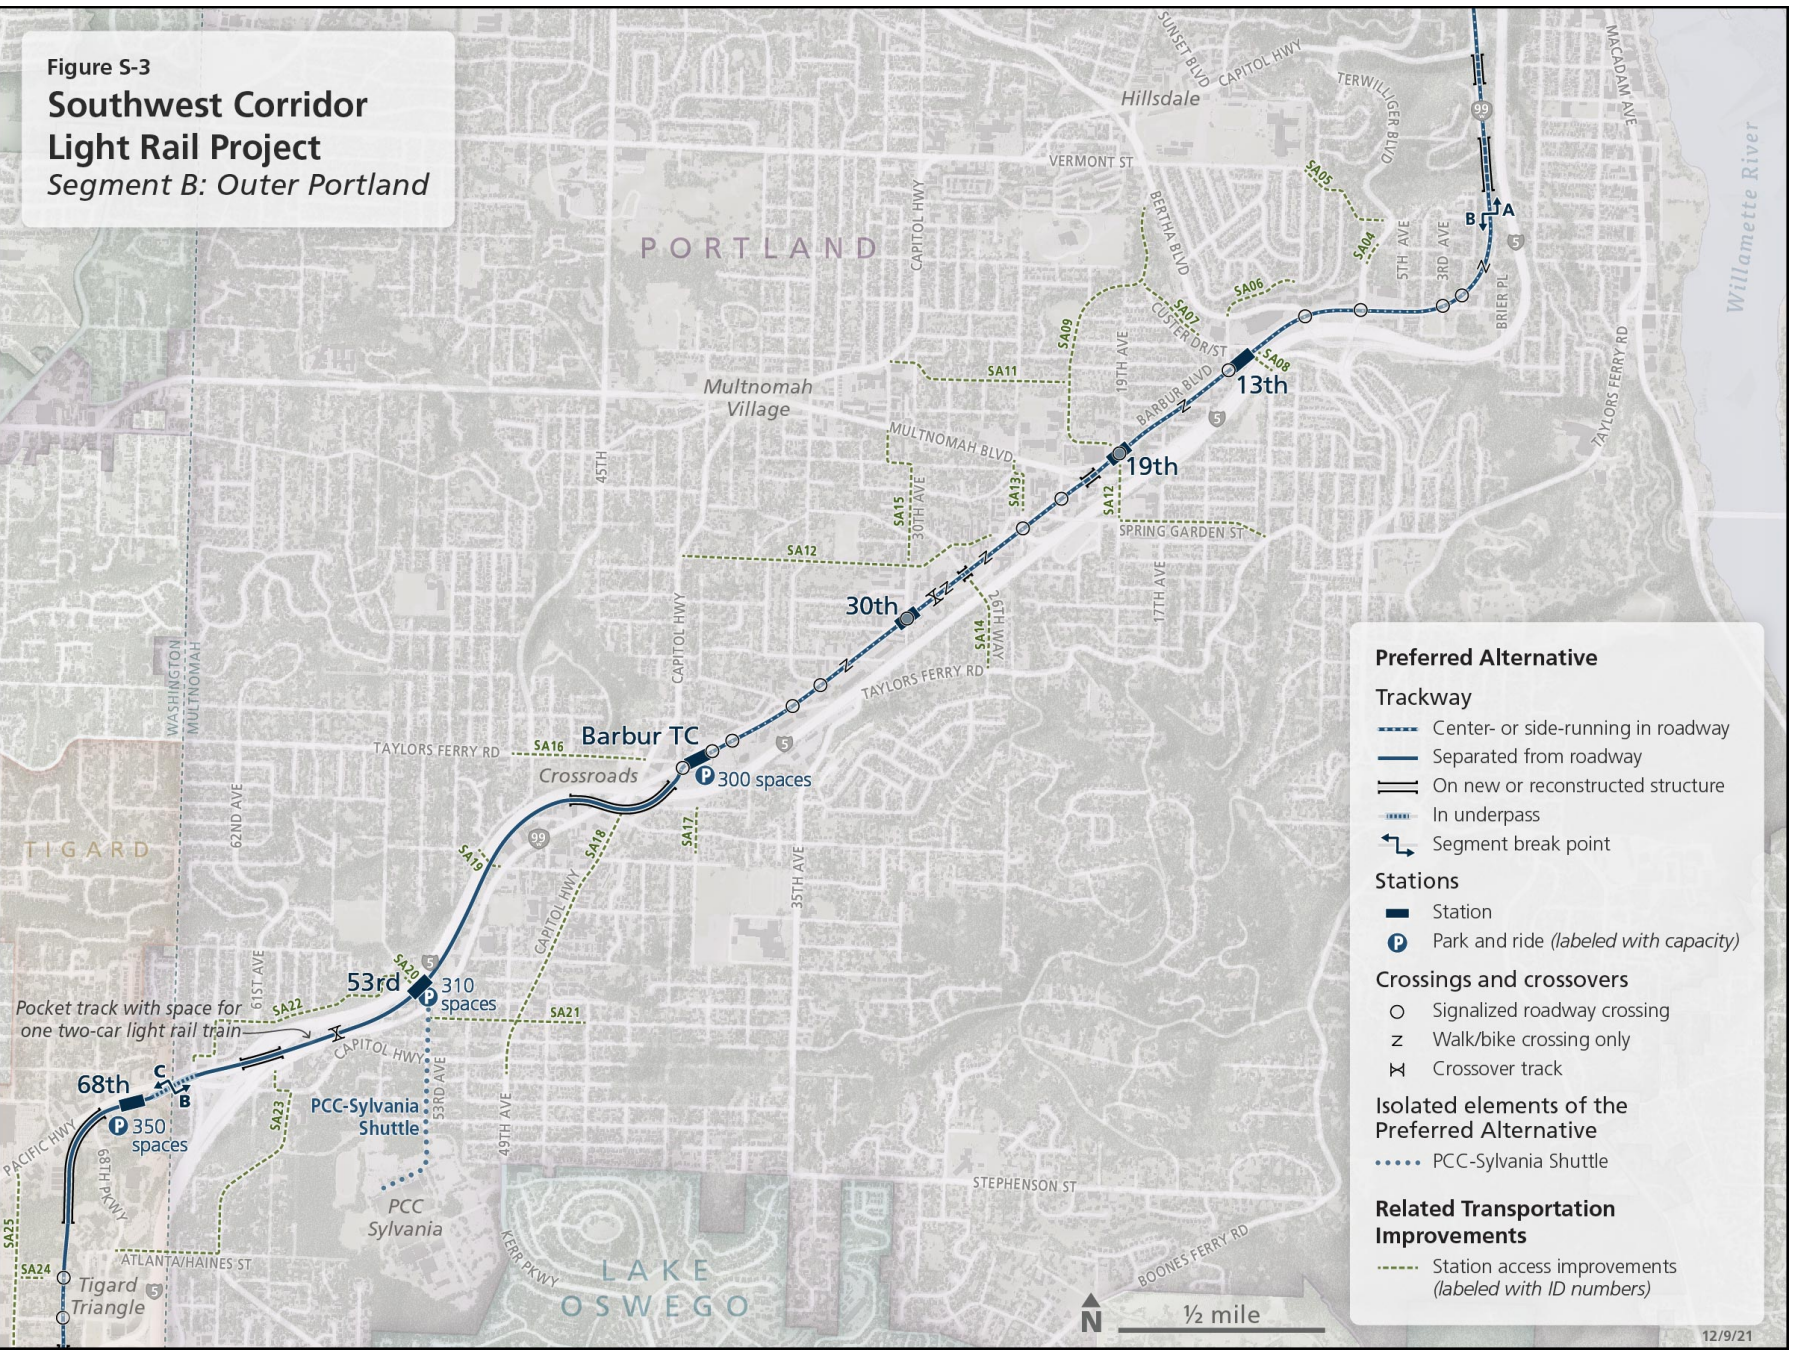 Figure S-3
Southwest Corridor
Light Rail Project
Segment B: Outer Portland
SUNSET BLVD
CAPITOL HWY
Hillsdale
TERWILLIGER BLVD
MACADAM AVE
99
VERMONT ST
SA05
Willamette River
BERTHA BLVD
CAPITOL HWY
PORTLAND
B
A
SA04
5TH AVE
3RD AVE
5
SA06
BRIER PL
SA07
CUSTER DR/ST
SA09
19TH AVE
SA08
13th
SA11
BARBUR BLVD
5
TAYLORS FERRY RD
Multnomah
Village
MULTNOMAH BLVD
45TH
19th
SA13
SA12
SA15
30TH AVE
SPRING GARDEN ST
SA12
17TH AVE
30th
26TH WAY
SA14
CAPITOL HWY
TAYLORS FERRY RD
WASHINGTON
MULTNOMAH
Barbur TC
TAYLORS FERRY RD
SA16
5
Crossroads
P 300 spaces
62ND AVE
99W
SA18
SA17
SA19
TIGARD
35TH AVE
CAPITOL HWY
61ST AVE
SA20
5
53rd
P 310
spaces
SA22
SA21
Pocket track with space for
one two-car light rail train
CAPITOL HWY
53RD AVE
C
B
68th
P 350
spaces
SA23
PCC-Sylvania
Shuttle
49TH AVE
PACIFIC HWY
68TH PKWY
PCC
Sylvania
STEPHENSON ST
SA25
SA24
ATLANTA/HAINES ST
Tigard
Triangle
5
KERR PKWY
LAKE
OSWEGO
BOONES FERRY RD
N
½ mile
Preferred Alternative
Trackway
Center- or side-running in roadway
Separated from roadway
On new or reconstructed structure
In underpass
Segment break point
Stations
Station
P Park and ride (labeled with capacity)
Crossings and crossovers
Signalized roadway crossing
Walk/bike crossing only
Crossover track
Isolated elements of the
Preferred Alternative
PCC-Sylvania Shuttle
Related Transportation
Improvements
Station access improvements
(labeled with ID numbers)
12/9/21